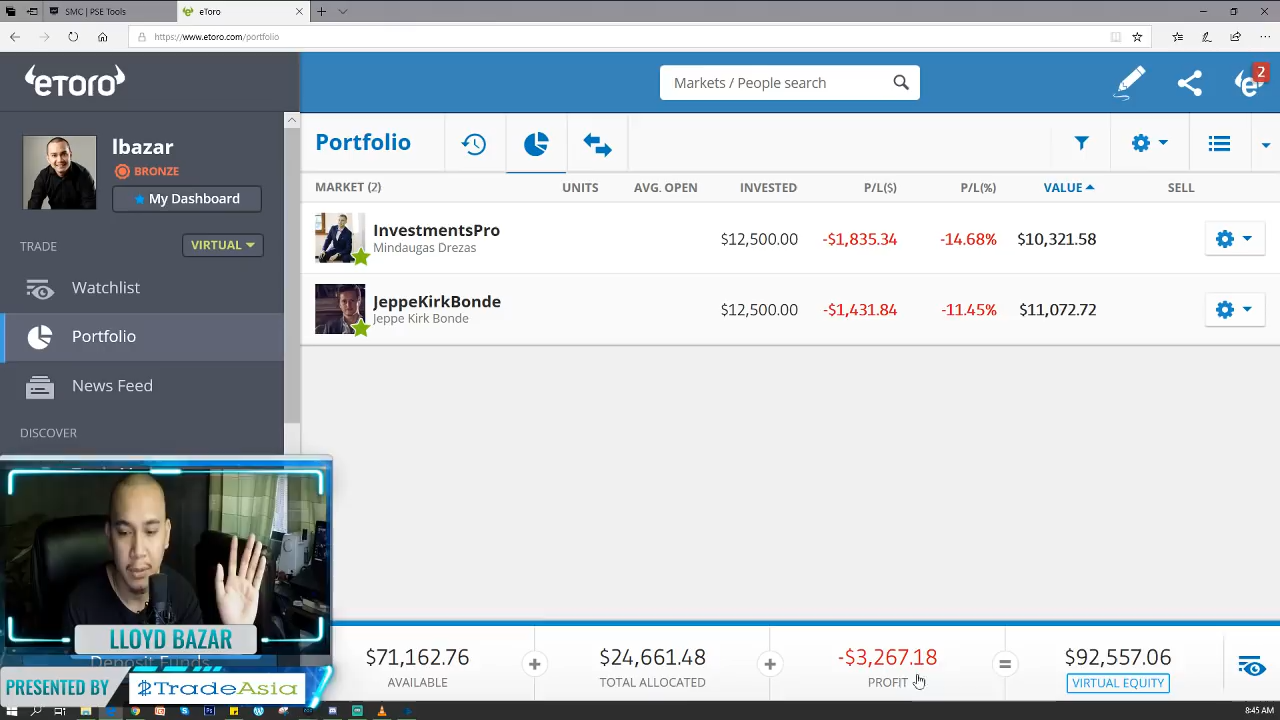 SMC | PSE Tools
eToro
https://www.etoro.com/portfolio
eToro
Markets / People search
2
lbazar
BRONZE
My Dashboard
TRADE
VIRTUAL
Watchlist
Portfolio
News Feed
DISCOVER
Portfolio
MARKET (2)
UNITS
AVG. OPEN
INVESTED
P/L($)
P/L(%)
VALUE
SELL
InvestmentsPro
Mindaugas Drezas
$12,500.00
-$1,835.34
-14.68%
$10,321.58
JeppeKirkBonde
Jeppe Kirk Bonde
$12,500.00
-$1,431.84
-11.45%
$11,072.72
LLOYD BAZAR
Deposit Funds
PRESENTED BY
TradeAsia
$71,162.76
AVAILABLE
$24,661.48
TOTAL ALLOCATED
-$3,267.18
PROFIT
$92,557.06
VIRTUAL EQUITY
8:45 AM